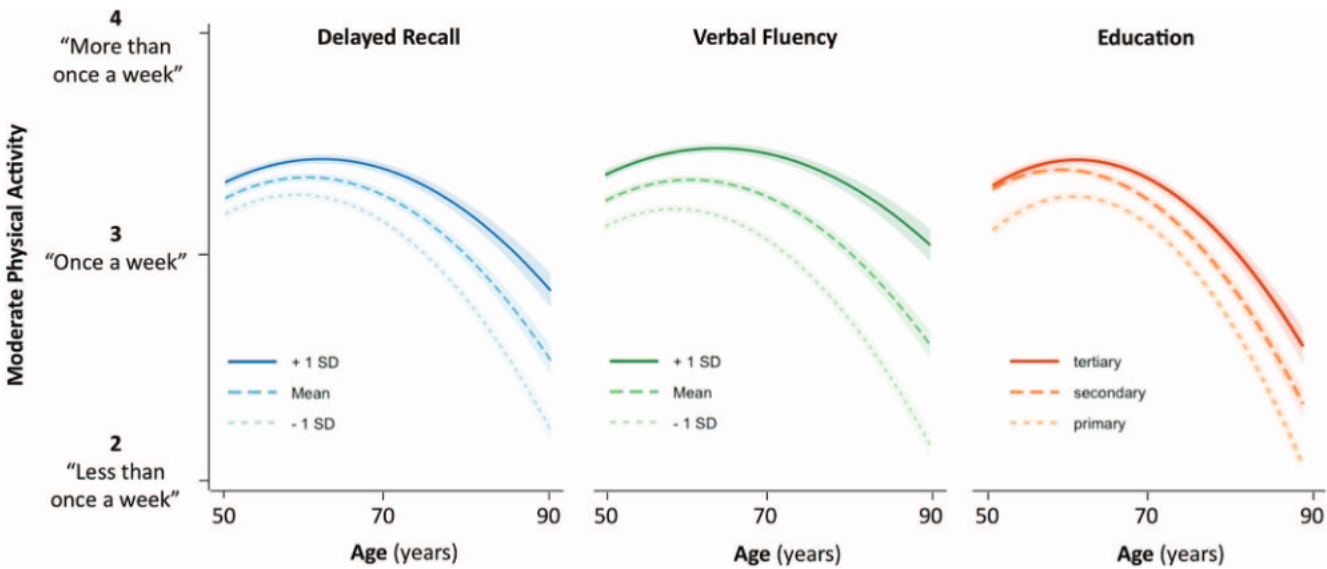 4
“More than
once a week”
3
“Once a week”
2
“Less than
once a week”
Moderate Physical Activity
Delayed Recall
+ 1 SD
Mean
- 1 SD
50 70 90
Age (years)
Verbal Fluency
+ 1 SD
Mean
- 1 SD
50 70 90
Age (years)
Education
tertiary
secondary
primary
50 70 90
Age (years)